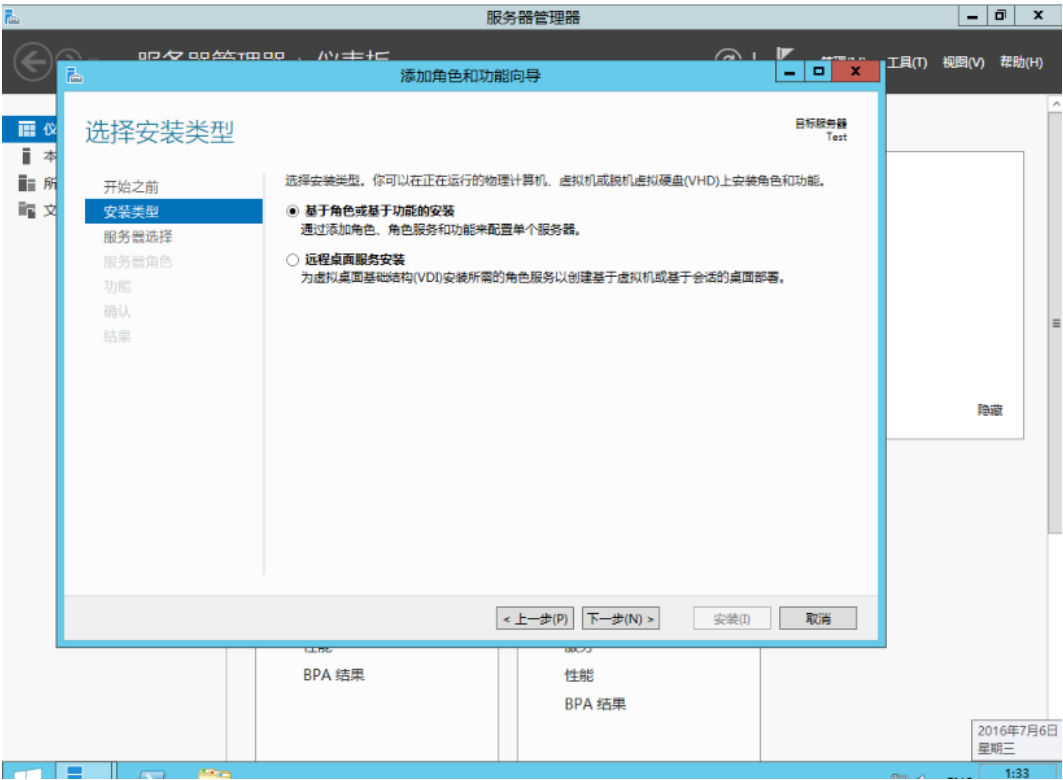 服务器管理器
工具(T) 视图(V) 帮助(H)
添加角色和功能向导
选择安装类型
目标服务器
Test
仪
本
所
文
开始之前
安装类型
服务器选择
服务器角色
功能
确认
结果
选择安装类型。你可以在正在运行的物理计算机、虚拟机或脱机虚拟硬盘(VHD)上安装角色和功能。
基于角色或基于功能的安装
通过添加角色、角色服务和功能来配置单个服务器。
远程桌面服务安装
为虚拟桌面基础结构(VDI)安装所需的角色服务以创建基于虚拟机或基于会话的桌面部署。
隐藏
< 上一步(P) 下一步(N) > 安装(I) 取消
BPA 结果
性能
BPA 结果
2016年7月6日
星期三
1:33